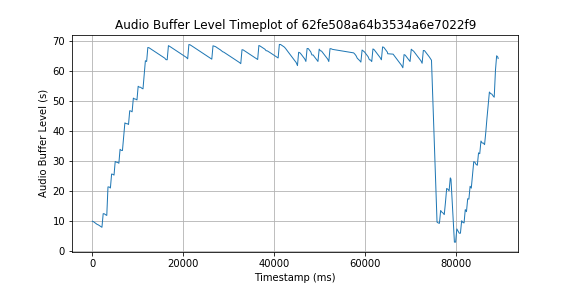 Audio Buffer Level Timeplot of 62fe508a64b3534a6e7022f9
70
60
50
40
30
20
10
0
Audio Buffer Level (s)
0 20000 40000 60000 80000
Timestamp (ms)